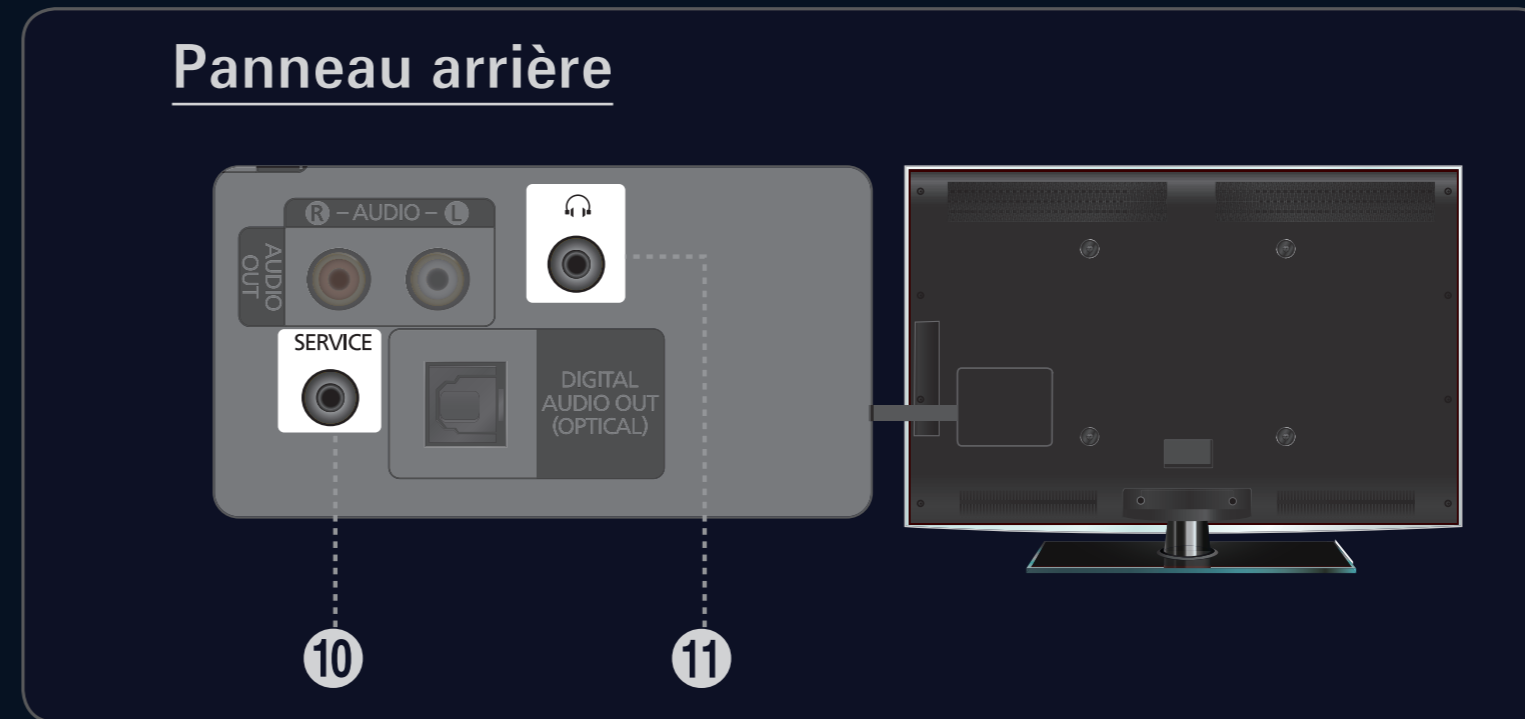 Panneau arrière
R – AUDIO – L
AUDIO
OUT
SERVICE
DIGITAL
AUDIO OUT
(OPTICAL)
10
11